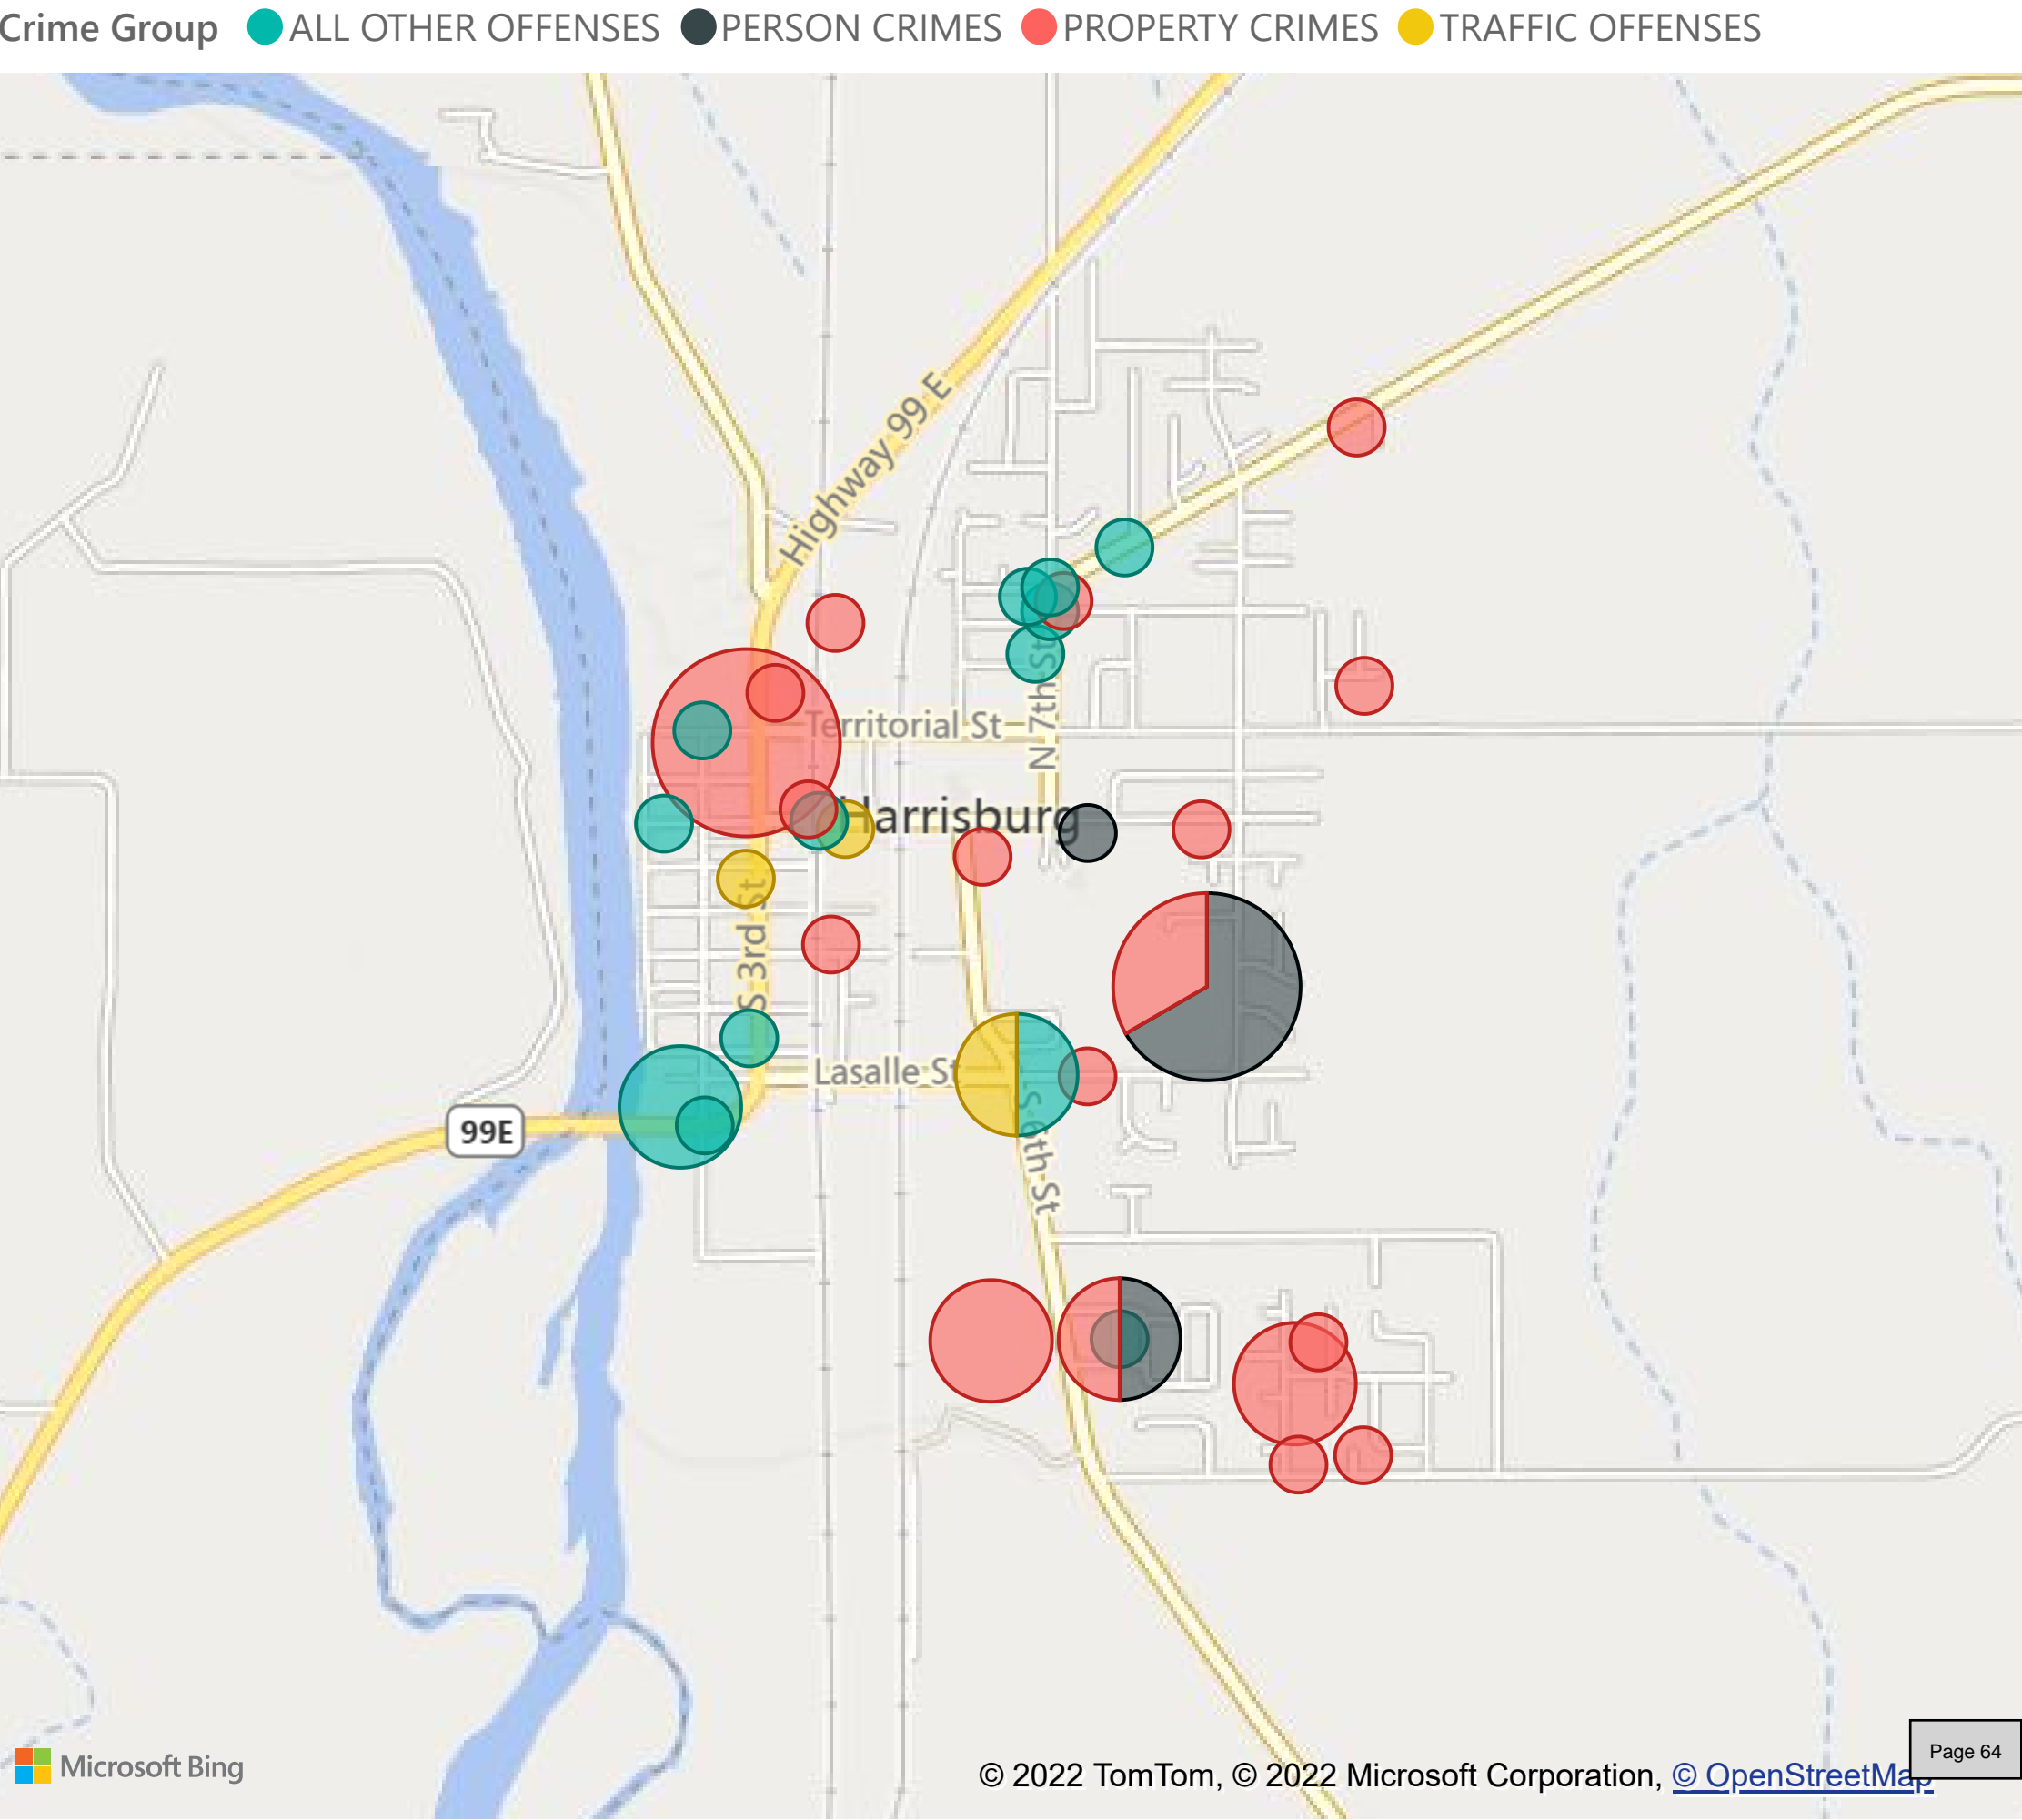 Crime Group ALL OTHER OFFENSES PERSON CRIMES PROPERTY CRIMES TRAFFIC OFFENSES
Highway 99 E
Territorial St
N 7th St
Harrisburg
S 3rd St
Lasalle St
99E
S 6th St
Microsoft Bing
© 2022 TomTom, © 2022 Microsoft Corporation, © OpenStreetMap
Page 64